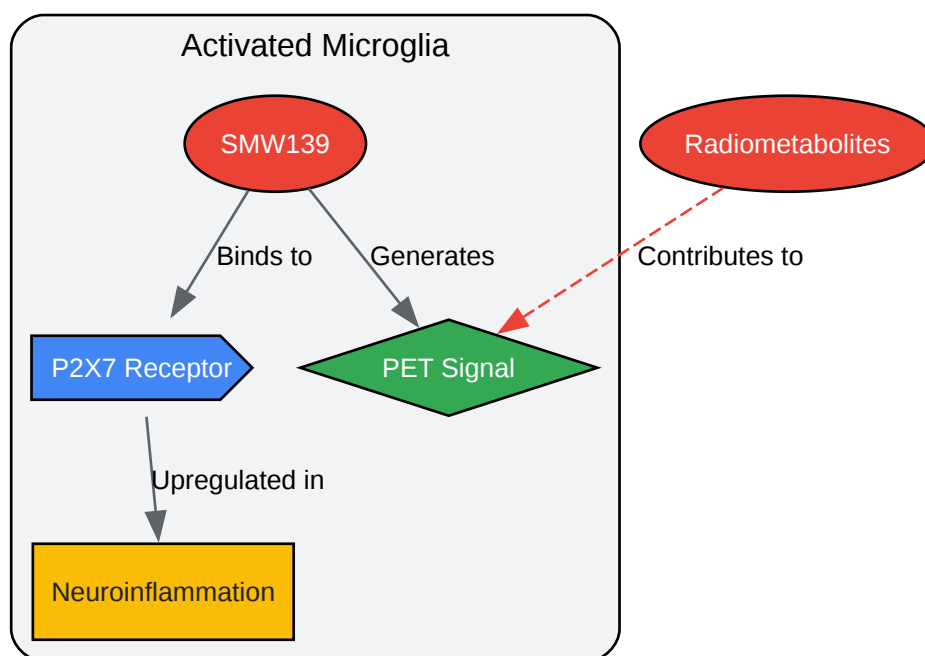 Activated Microglia
SMW139
Radiometabolites
Binds to
Generates
Contributes to
P2X7 Receptor
PET Signal
Upregulated in
Neuroinflammation